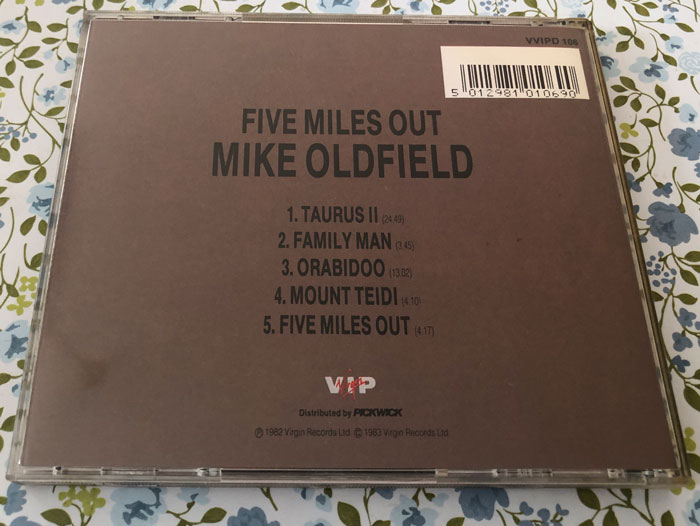 VVIPD 106
5 012981 010690
FIVE MILES OUT
MIKE OLDFIELD
1. TAURUS II (24.49)
2. FAMILY MAN (3.45)
3. ORABIDOO (13.02)
4. MOUNT TEIDI (4.10)
5. FIVE MILES OUT (4.17)
VIP
Virgin
Distributed by PICKWICK
℗ 1982 Virgin Records Ltd. © 1983 Virgin Records Ltd.